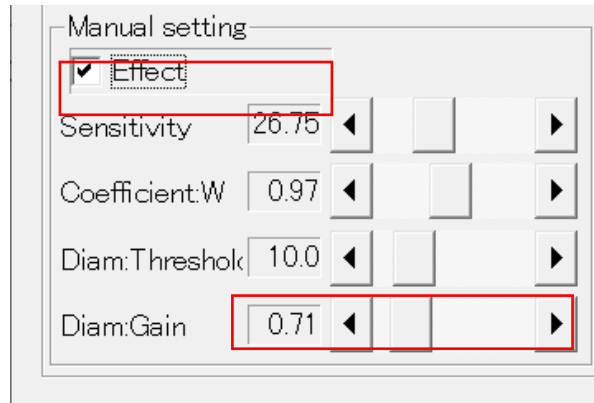 Manual setting
Effect
Sensitivity 26.75
Coefficient:W 0.97
Diam:Threshol 10.0
Diam:Gain 0.71